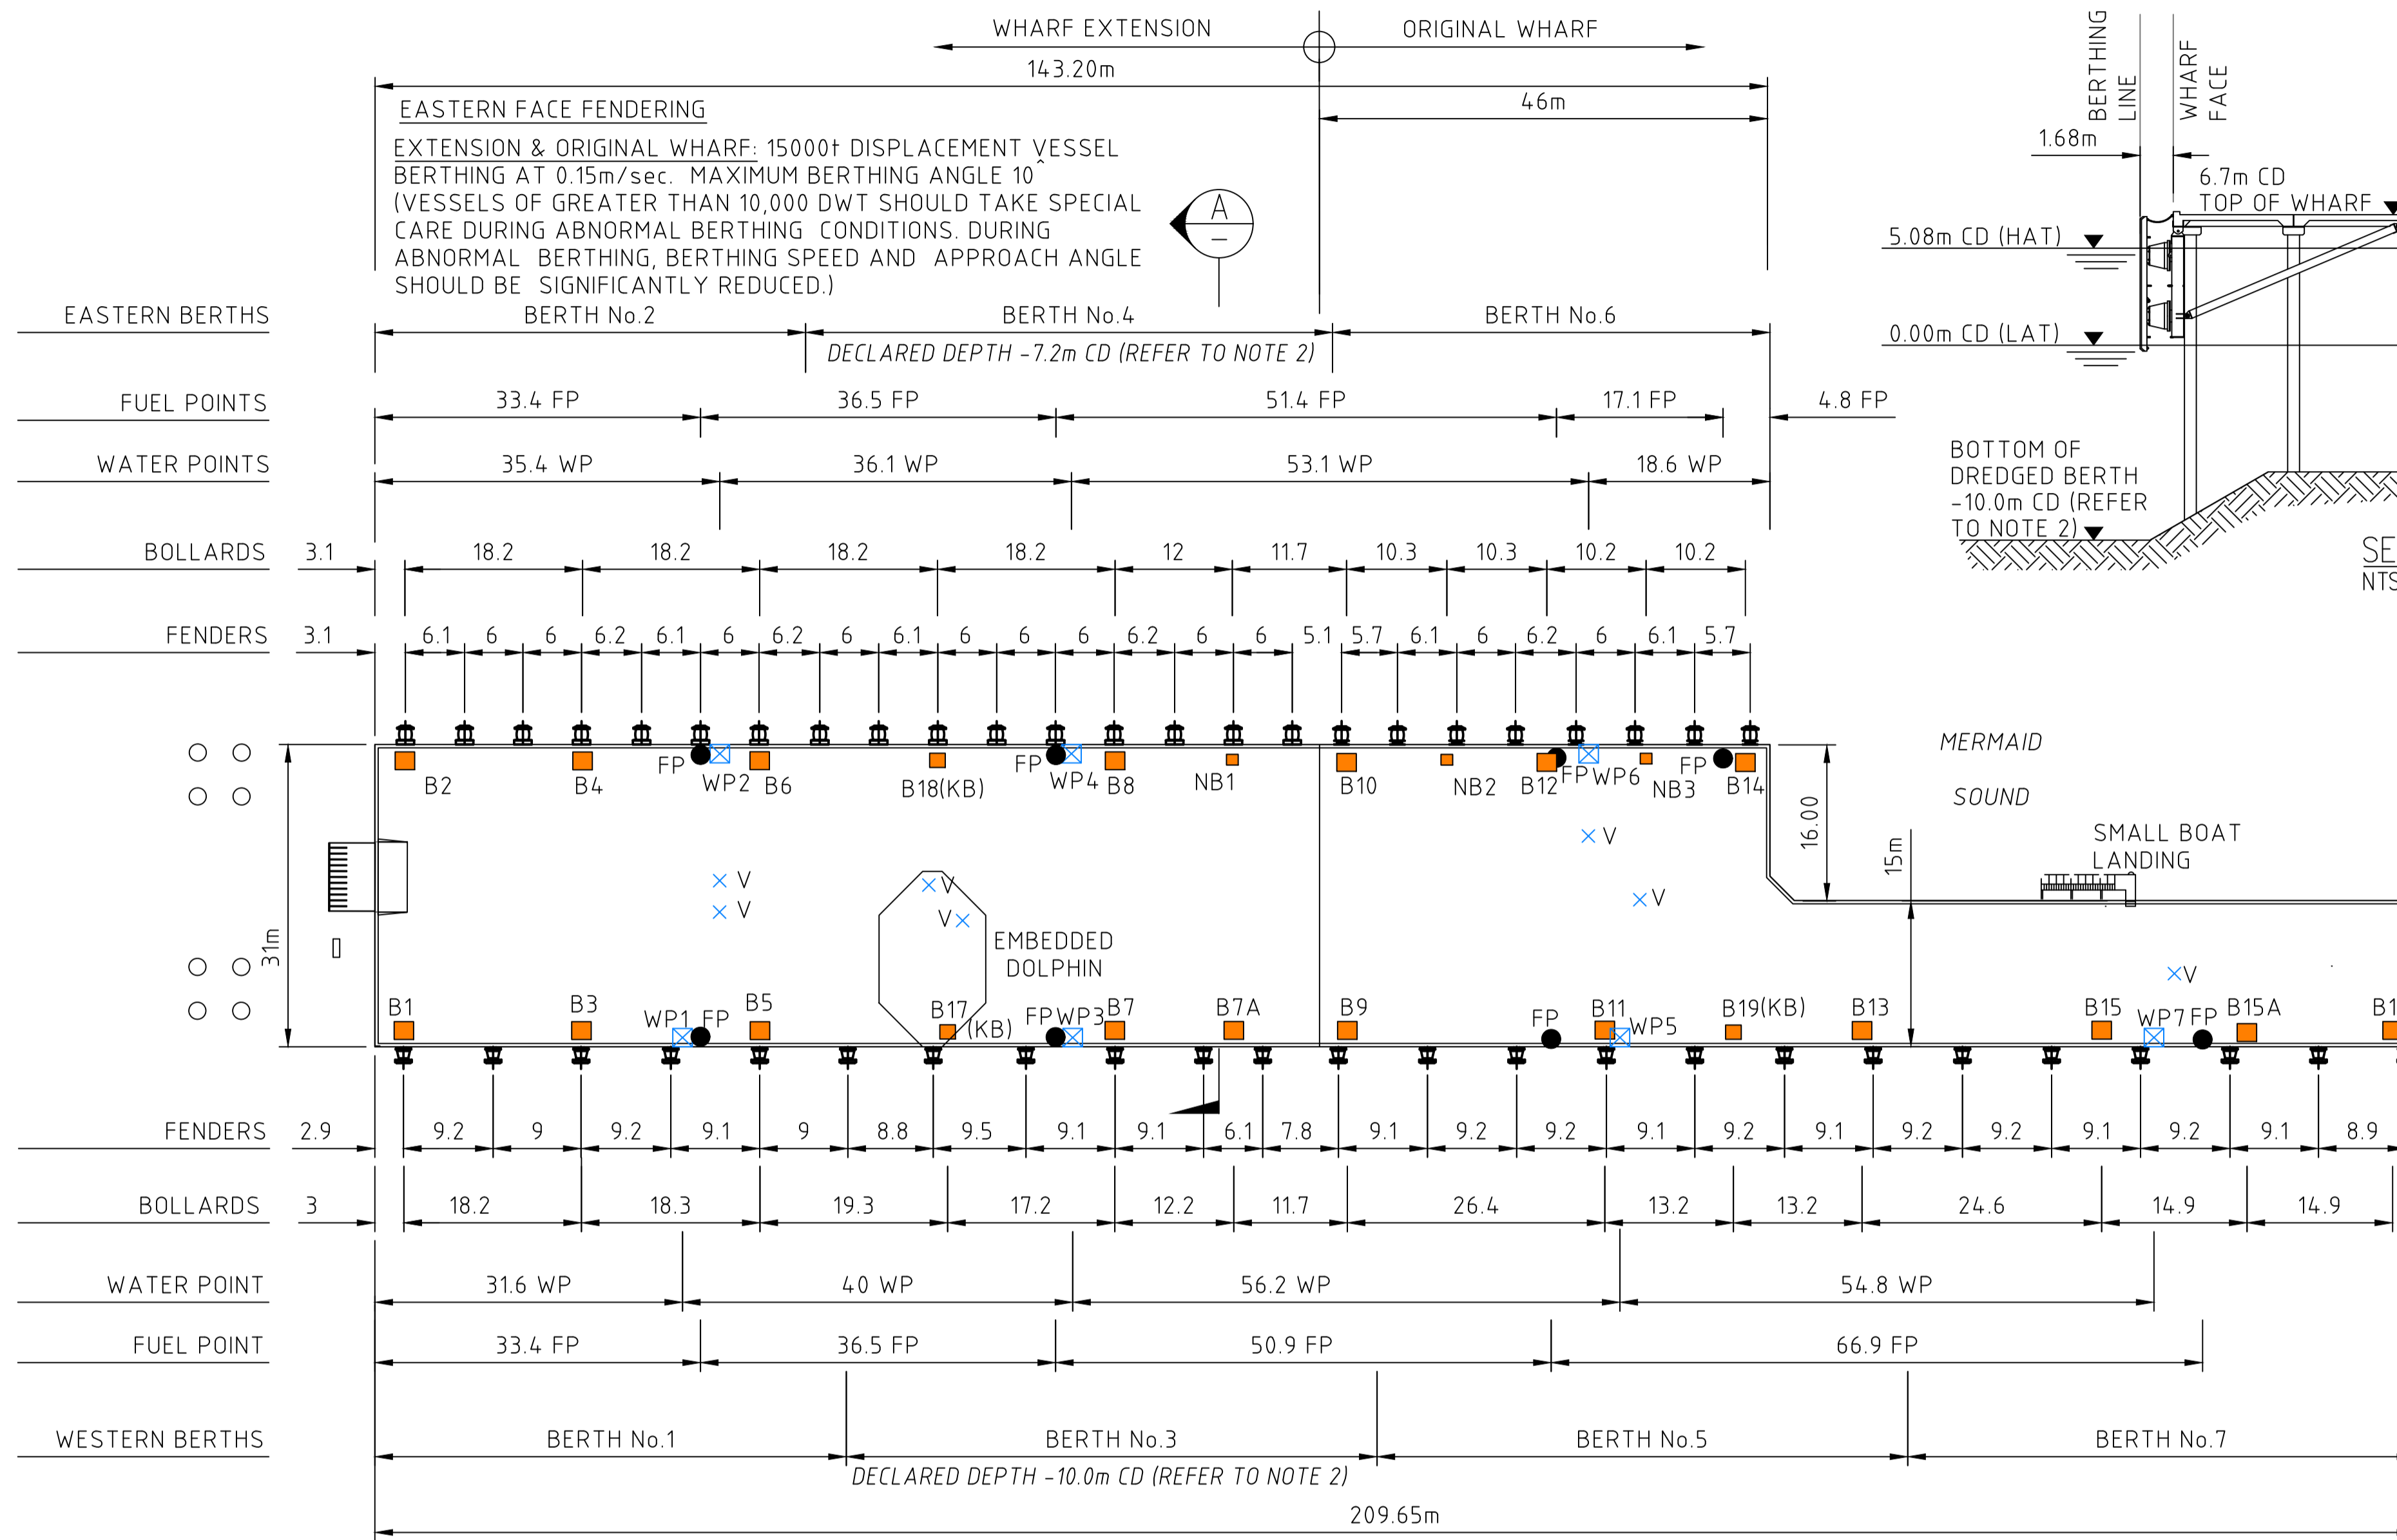 WHARF EXTENSION
ORIGINAL WHARF
143.20m
46m
EASTERN FACE FENDERING
EXTENSION & ORIGINAL WHARF: 15000t DISPLACEMENT VESSEL
BERTHING AT 0.15m/sec. MAXIMUM BERTHING ANGLE 10^
(VESSELS OF GREATER THAN 10,000 DWT SHOULD TAKE SPECIAL
CARE DURING ABNORMAL BERTHING CONDITIONS. DURING
ABNORMAL BERTHING, BERTHING SPEED AND APPROACH ANGLE
SHOULD BE SIGNIFICANTLY REDUCED.)
A
-
BERTHING
LINE
WHARF
FACE
1.68m
6.7m CD
TOP OF WHARF
5.08m CD (HAT)
0.00m CD (LAT)
BOTTOM OF
DREDGED BERTH
-10.0m CD (REFER
TO NOTE 2)
SE
NTS
EASTERN BERTHS BERTH No.2 BERTH No.4 BERTH No.6
DECLARED DEPTH -7.2m CD (REFER TO NOTE 2)
FUEL POINTS 33.4 FP 36.5 FP 51.4 FP 17.1 FP 4.8 FP
WATER POINTS 35.4 WP 36.1 WP 53.1 WP 18.6 WP
BOLLARDS 3.1 18.2 18.2 18.2 18.2 12 11.7 10.3 10.3 10.2 10.2
FENDERS 3.1 6.1 6 6 6.2 6.1 6 6.2 6 6.1 6 6 6 6.2 6 6 5.1 5.7 6.1 6 6.2 6 6.1 5.7
FP FP FP FP
B2 B4 WP2 B6 B18(KB) WP4 B8 NB1 B10 NB2 B12 WP6 NB3 B14
MERMAID
SOUND
16.00
15m
31m
SMALL BOAT
LANDING
V
V
V
V
V
V
V
EMBEDDED
DOLPHIN
B1 B3 WP1 FP B5 B17 (KB) FP WP3 B7 B7A B9 FP B11 WP5 B19(KB) B13 B15 WP7 FP B15A B1
FENDERS 2.9 9.2 9 9.2 9.1 9 8.8 9.5 9.1 9.1 6.1 7.8 9.1 9.2 9.2 9.1 9.2 9.1 9.2 9.2 9.1 9.2 9.1 8.9
BOLLARDS 3 18.2 18.3 19.3 17.2 12.2 11.7 26.4 13.2 13.2 24.6 14.9 14.9
WATER POINT 31.6 WP 40 WP 56.2 WP 54.8 WP
FUEL POINT 33.4 FP 36.5 FP 50.9 FP 66.9 FP
WESTERN BERTHS BERTH No.1 BERTH No.3 BERTH No.5 BERTH No.7
DECLARED DEPTH -10.0m CD (REFER TO NOTE 2)
209.65m